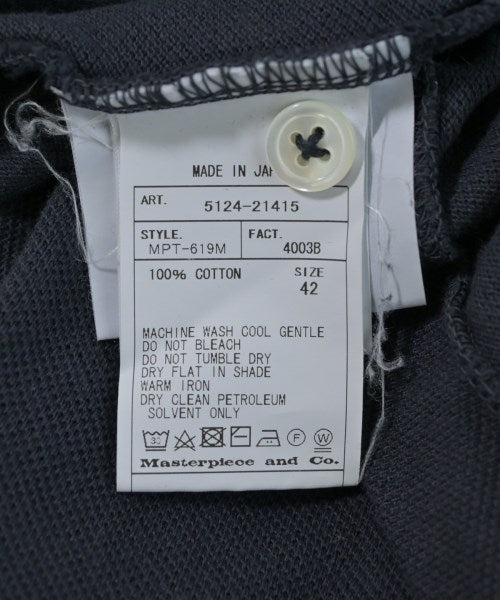 MADE IN
ART. 5124-21415
STYLE. FACT.
MPT-619M 4003B
100% COTTON SIZE
42
MACHINE WASH COOL GENTLE
DO NOT BLEACH
DO NOT TUMBLE DRY
DRY FLAT IN SHADE
WARM IRON
DRY CLEAN PETROLEUM
SOLVENT ONLY
30 F W
Masterpiece and Co.